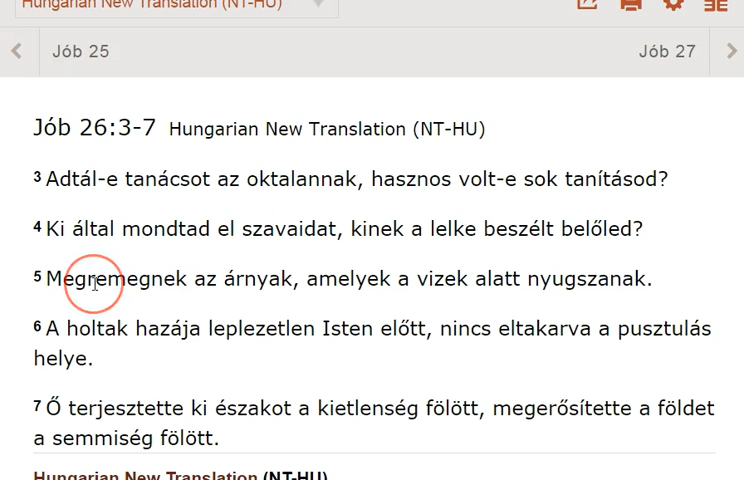 Hungarian New Translation (NT-HU)
Jób 25
Jób 27
Jób 26:3-7 Hungarian New Translation (NT-HU)
3 Adtál-e tanácsot az oktalannak, hasznos volt-e sok tanításod?
4 Ki által mondtad el szavaidat, kinek a lelke beszélt belőled?
5 Megremegnek az árnyak, amelyek a vizek alatt nyugszanak.
6 A holtak hazája leplezetlen Isten előtt, nincs eltakarva a pusztulás
helye.
7 Ő terjesztette ki északot a kietlenség fölött, megerősítette a földet
a semmiség fölött.
Hungarian New Translation (NT-HU)